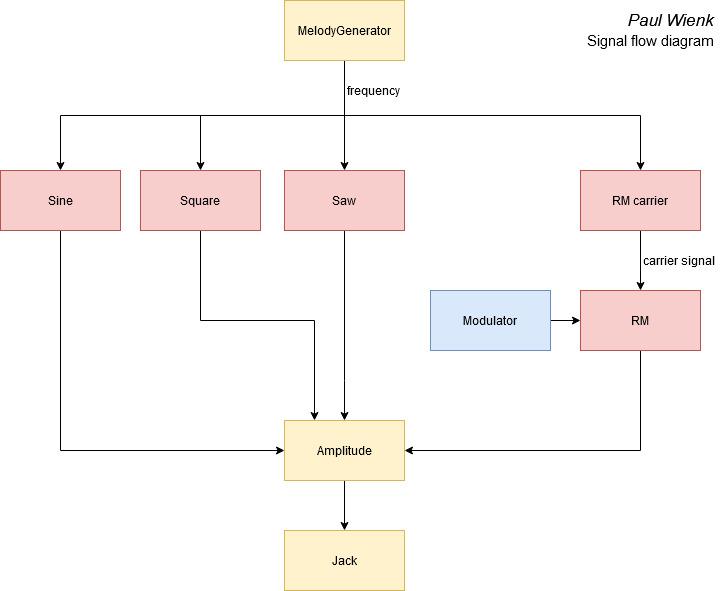 Paul Wienk
Signal flow diagram
MelodyGenerator
frequency
Sine
Square
Saw
RM carrier
carrier signal
Modulator
RM
Amplitude
Jack